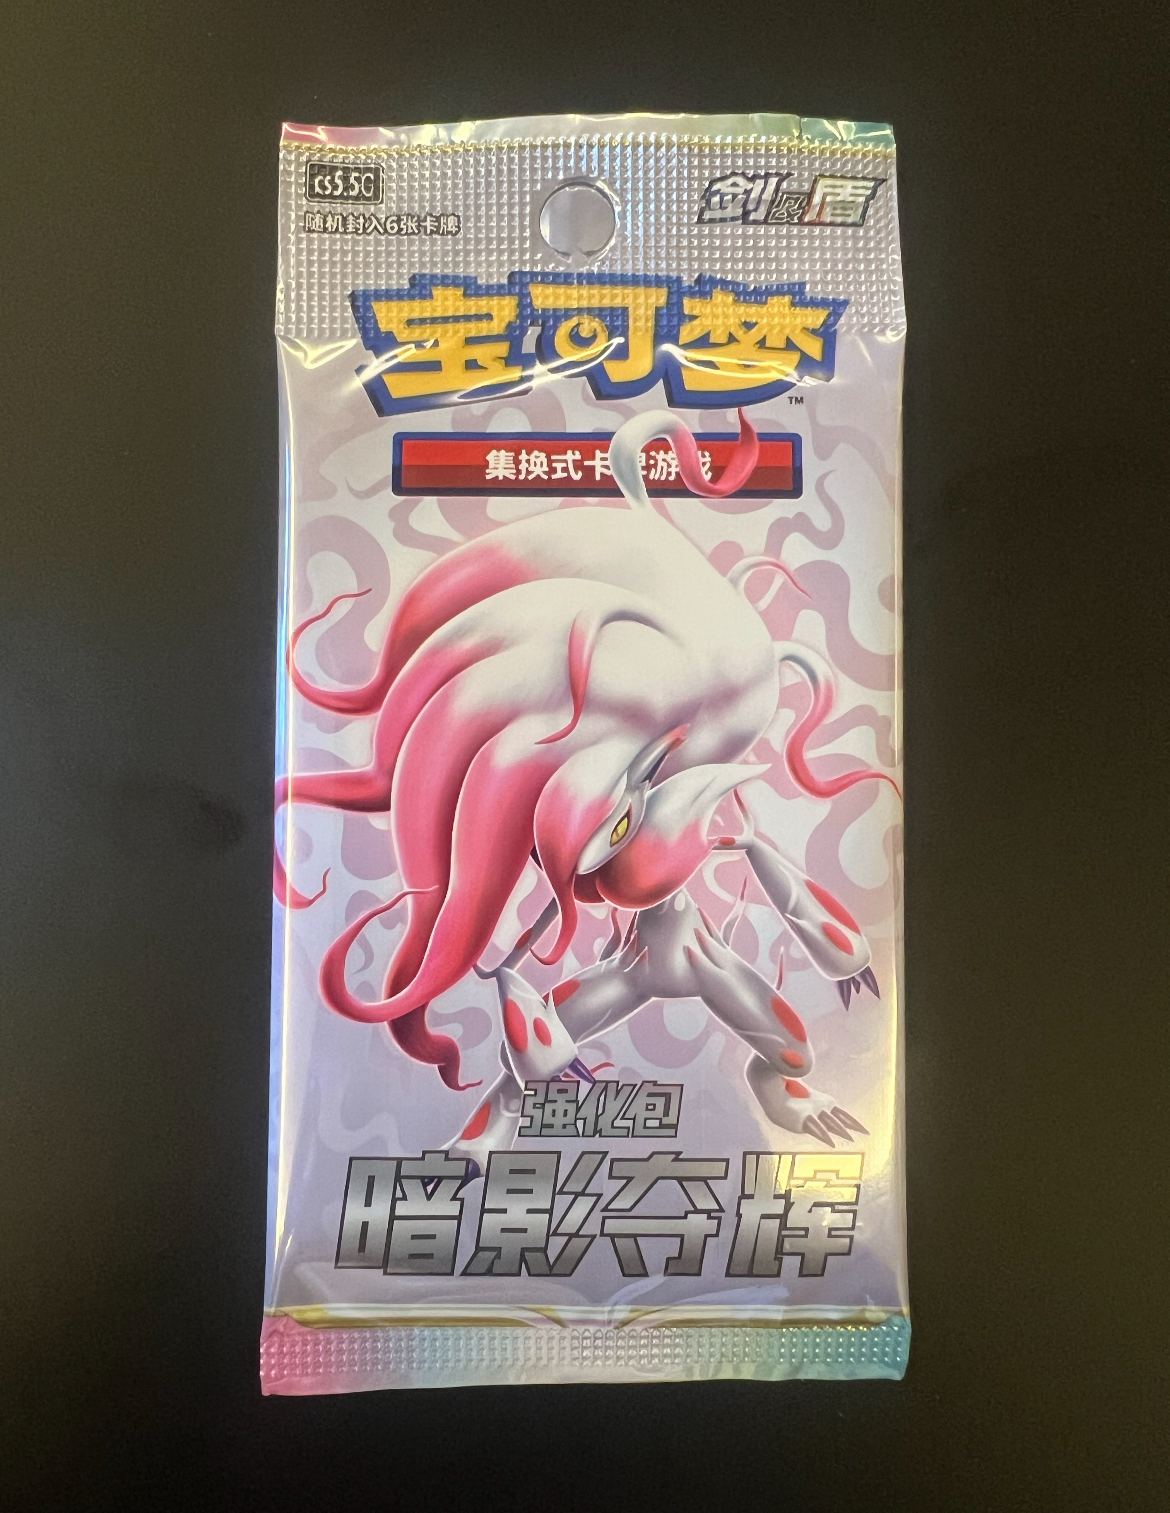 cs5.5C
剑&盾
随机封入6张卡牌
宝可梦
TM
集换式卡牌游戏
强化包
暗影夺辉